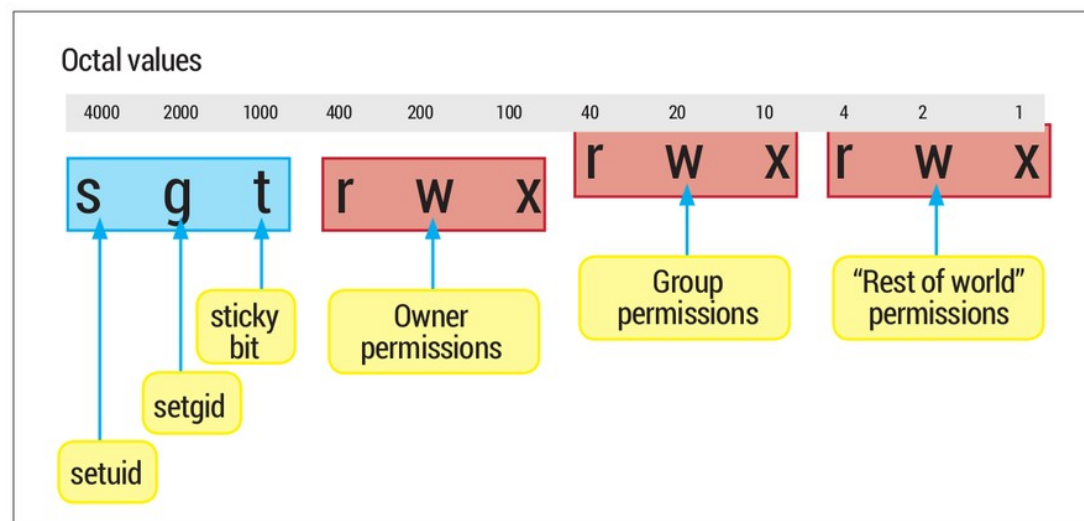 Octal values
4000 2000 1000 400 200 100 40 20 10 4 2 1
s g t r w x r w x r w x
sticky
bit
Owner
permissions
Group
permissions
“Rest of world”
permissions
setgid
setuid